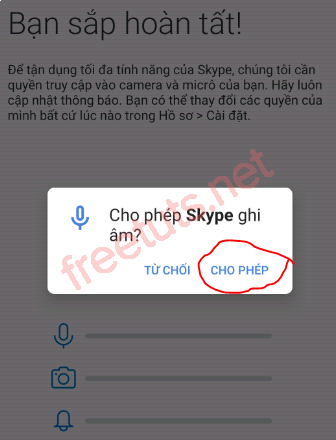 Bạn sắp hoàn tất!
Để tận dụng tối đa tính năng của Skype, chúng tôi cần
quyền truy cập vào camera và micrô của bạn. Hãy luôn
cập nhật thông báo. Bạn có thể thay đổi các quyền của
mình bất cứ lúc nào trong Hồ sơ > Cài đặt.
Cho phép Skype ghi
âm?
TỪ CHỐI CHO PHÉP
freetuts.net